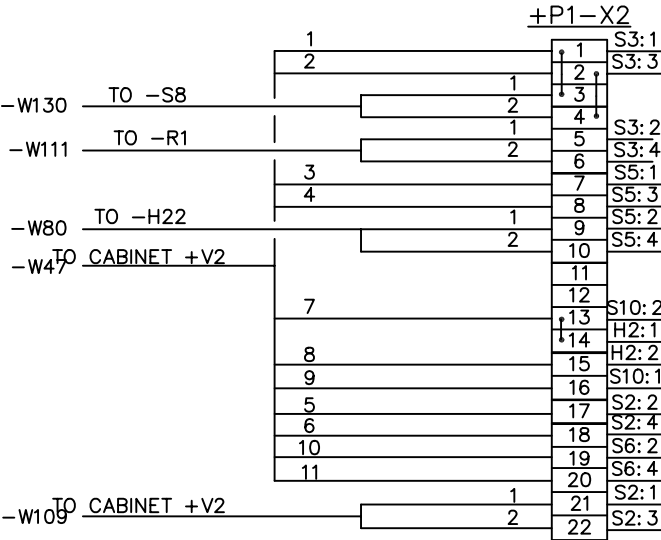 +P1-X2
1 1 S3:1
2 2 S3:3
-W130 TO -S8 1 3
2 4
-W111 TO -R1 1 5 S3:2
2 6 S3:4
3 7 S5:1
4 8 S5:3
-W80 TO -H22 1 9 S5:2
2 10 S5:4
-W47 TO CABINET +V2
11
12
7 13 S10:2
14 H2:1
8 15 H2:2
9 16 S10:1
5 17 S2:2
6 18 S2:4
10 19 S6:2
11 20 S6:4
-W109 TO CABINET +V2 1 21 S2:1
2 22 S2:3